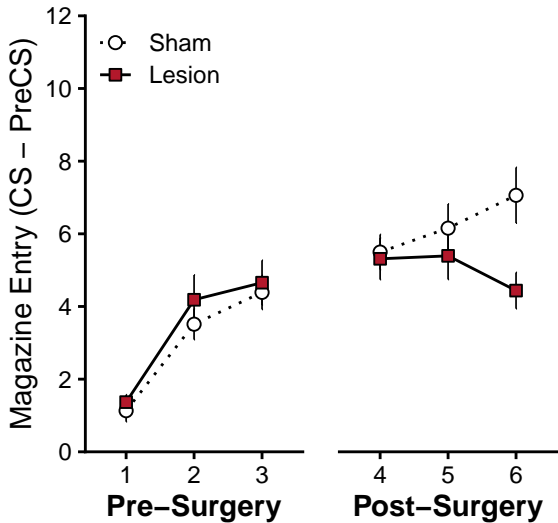 Magazine Entry (CS – PreCS)
12
10
8
6
4
2
0
Sham
Lesion
1 2 3 4 5 6
Pre–Surgery Post–Surgery